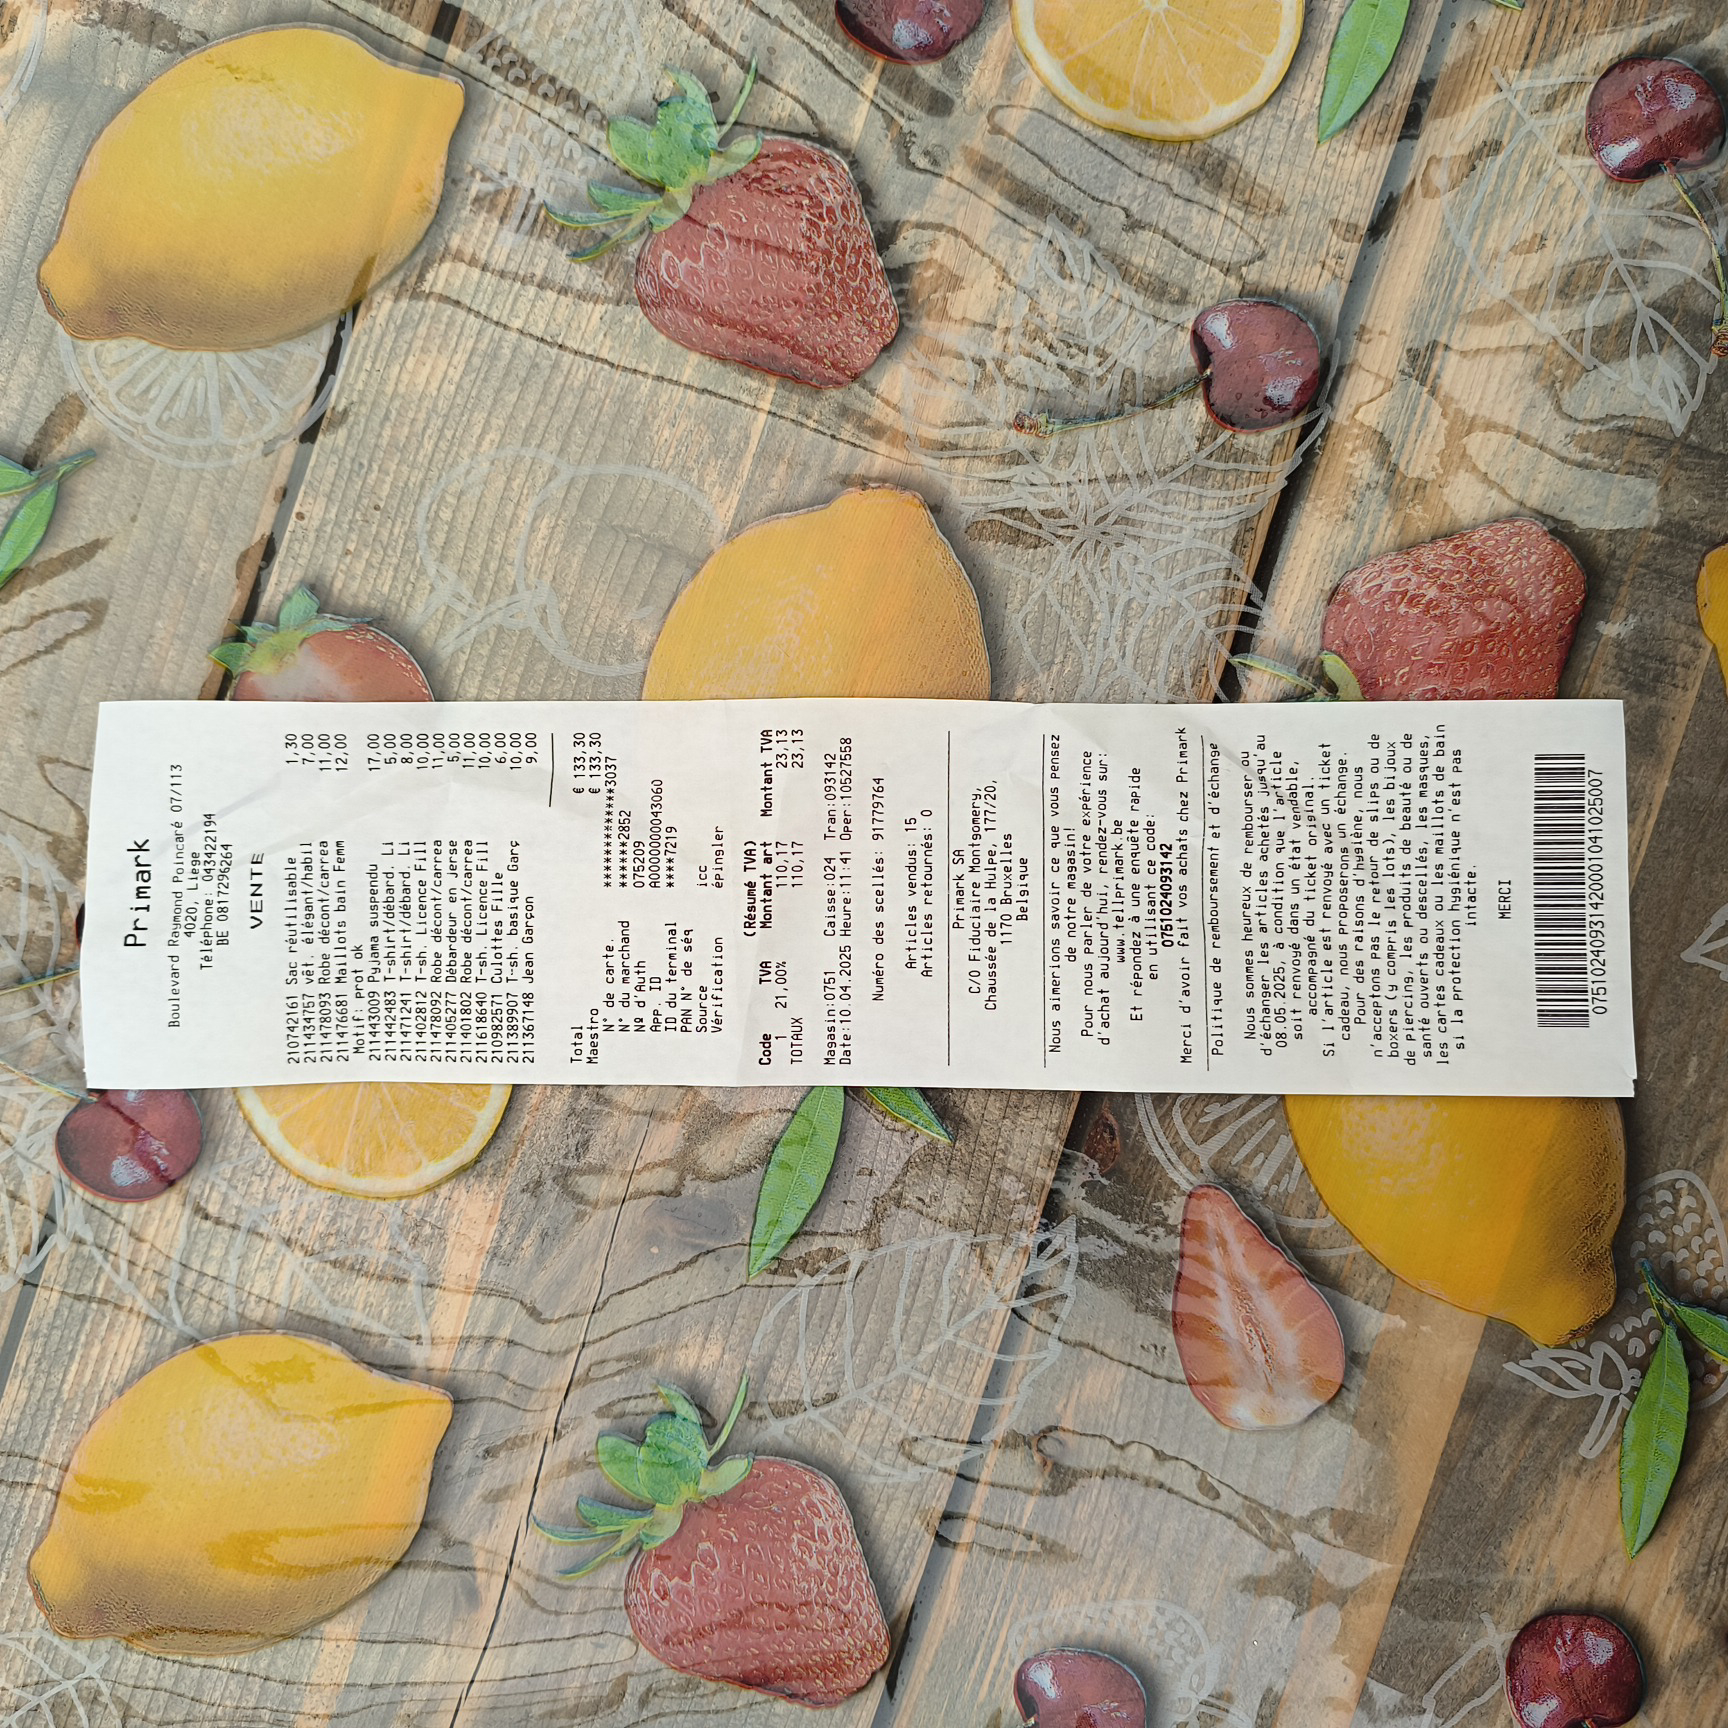 Primark
Boulevard Raymond Poincaré 07/113
4020, Liege
Téléphone: 043422194
BE 0817296264
VENTE
210742161 Sac réutilisable 1,30
211434757 vêt. élégant/habil 7,00
211478093 Robe décont/carrea 11,00
211476681 Maillots bain Femm 12,00
Motif: prot ok
211443009 Pyjama suspendu 17,00
211442483 T-shirt/débard. Li 5,00
211471241 T-shirt/débard. Li 8,00
211402812 T-sh. Licence Fill 10,00
211478092 Robe décont/carrea 11,00
211405277 Débardeur en jerse 5,00
211401802 Robe décont/carrea 11,00
211618640 T-sh. Licence Fill 10,00
210982571 Culottes Fille 6,00
211389907 T-sh. basique Garç 10,00
211367148 Jean Garçon 9,00
Total € 133,30
Maestro € 133,30
N° de carte. ************3037
N° du marchand ******2852
Nº d'Auth 075209
App. ID A0000000043060
ID du terminal ****7219
PAN N° de séq
Source icc
Vérification épingler
(Résumé TVA)
Code TVA Montant art Montant TVA
1 21,00% 110,17 23,13
TOTAUX 110,17 23,13
Magasin:0751 Caisse:024 Tran:093142
Date:10.04.2025 Heure:11:41 Oper:10527558
Numéro des scellés: 91779764
Articles vendus: 15
Articles retournés: 0
Primark SA
C/O Fiduciaire Montgomery,
Chaussée de la Hulpe, 177/20,
1170 Bruxelles
Belgique
Nous aimerions savoir ce que vous pensez
de notre magasin!
Pour nous parler de votre expérience
d'achat aujourd'hui, rendez-vous sur:
www.tellprimark.be
Et répondez à une enquête rapide
en utilisant ce code:
0751024093142
Merci d'avoir fait vos achats chez Primark
Politique de remboursement et d'échange
Nous sommes heureux de rembourser ou
d'échanger les articles achetés jusqu'au
08.05.2025, à condition que l'article
soit renvoyé dans un état vendable,
accompagné du ticket original.
Si l'article est renvoyé avec un ticket
cadeau, nous proposerons un échange.
Pour des raisons d'hygiène, nous
n'acceptons pas le retour de slips ou de
boxers (y compris les lots), les bijoux
de piercing, les produits de beauté ou de
santé ouverts ou descellés, les masques,
les cartes cadeaux ou les maillots de bain
si la protection hygiénique n'est pas
intacte.
MERCI
07510240931420001041025007